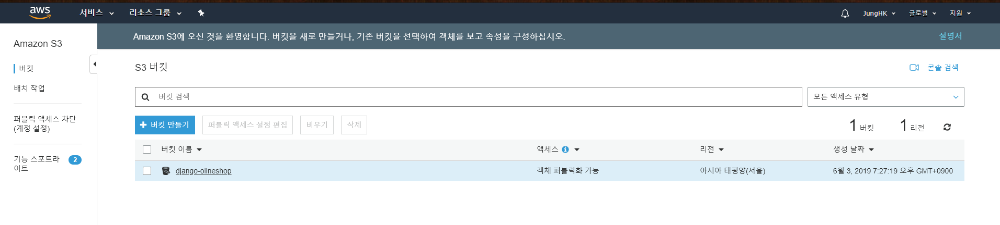 aws 서비스 리소스 그룹 JungHK 글로벌 지원
Amazon S3에 오신 것을 환영합니다. 버킷을 새로 만들거나, 기존 버킷을 선택하여 객체를 보고 속성을 구성하십시오. 설명서
Amazon S3
버킷
배치 작업
퍼블릭 액세스 차단
(계정 설정)
기능 스포트라
이트
2
S3 버킷 콘솔 검색
버킷 검색 모든 액세스 유형
버킷 만들기 퍼블릭 액세스 설정 편집 비우기 삭제 1 버킷 1 리전
버킷 이름 액세스 리전 생성 날짜
django-olineshop 객체 퍼블릭화 가능 아시아 태평양(서울) 6월 3, 2019 7:27:19 오후 GMT+0900